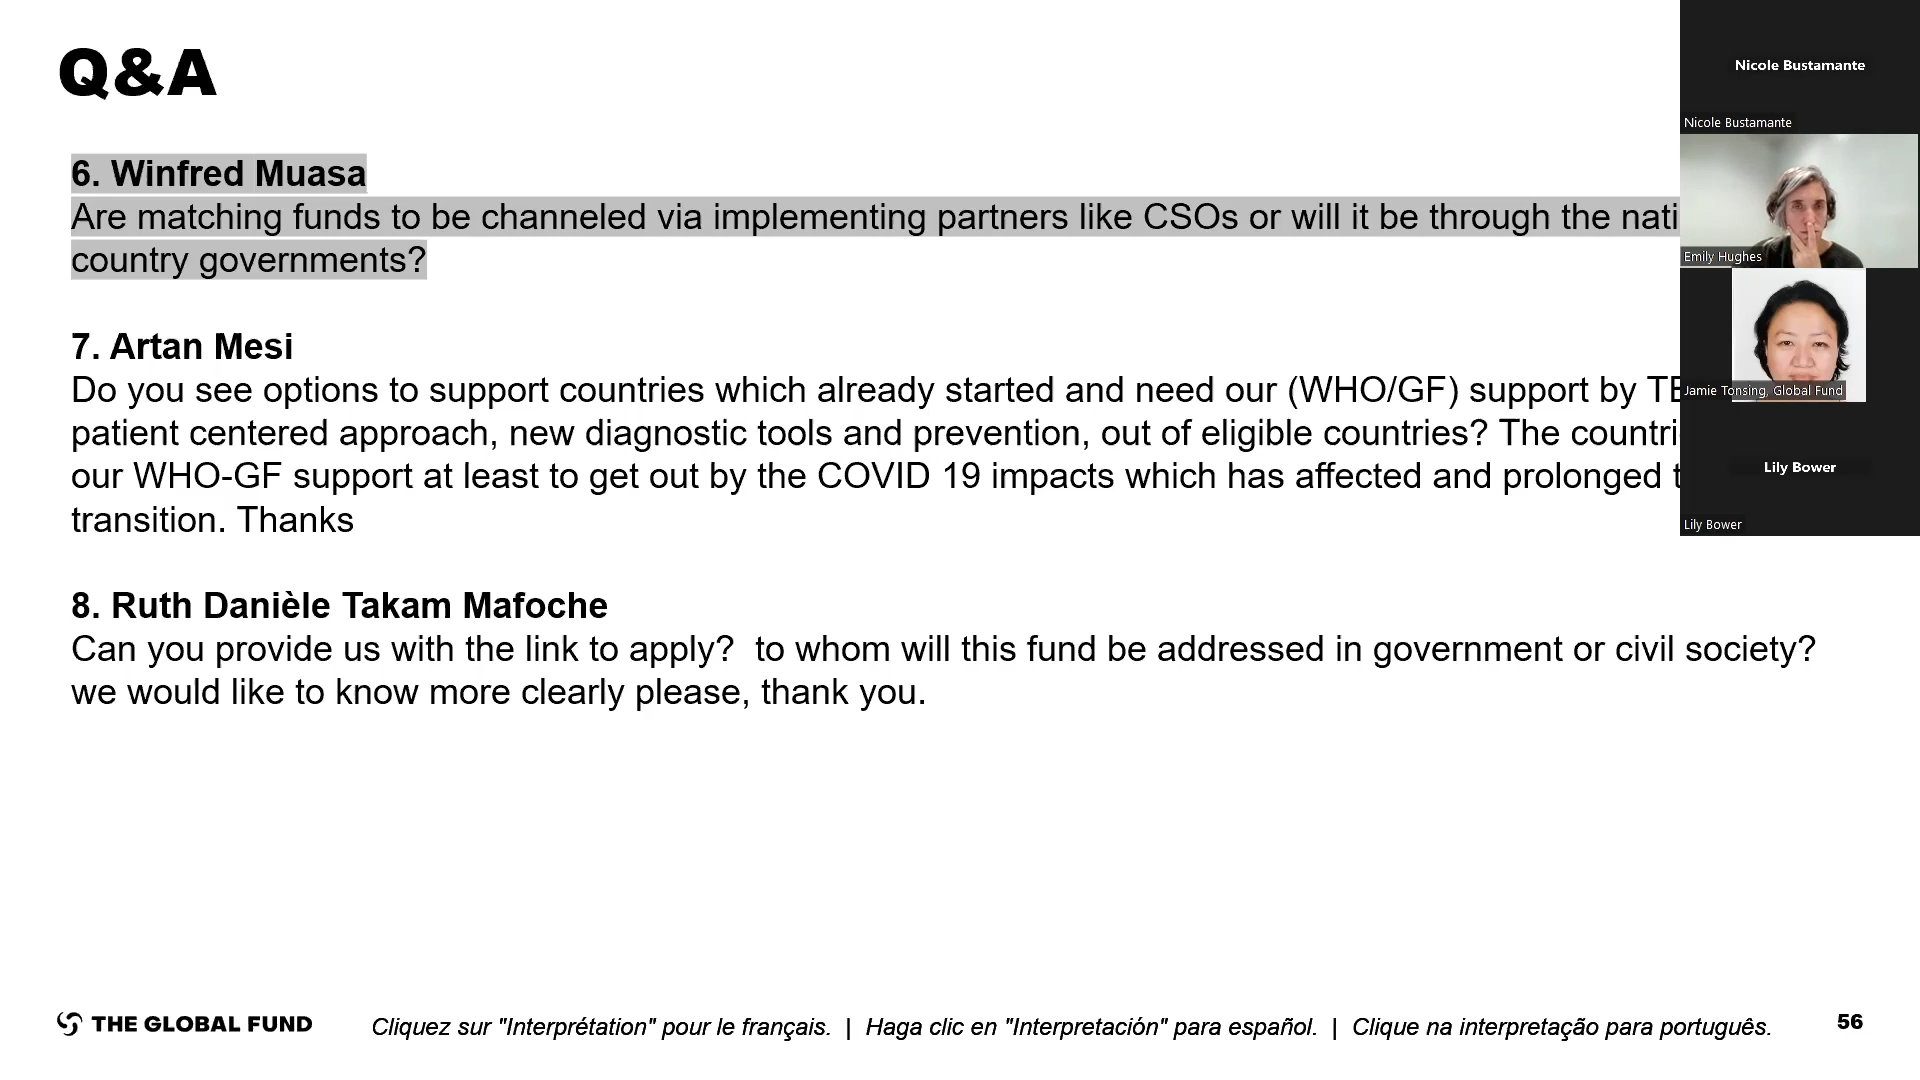 Q&A
6. Winfred Muasa
Are matching funds to be channeled via implementing partners like CSOs or will it be through the
country governments?
7. Artan Mesi
Do you see options to support countries which already started and need our (WHO/GF) support by
patient centered approach, new diagnostic tools and prevention, out of eligible countries? The
our WHO-GF support at least to get out by the COVID 19 impacts which has affected and prolonged
transition. Thanks
8. Ruth Danièle Takam Mafoche
Can you provide us with the link to apply?  to whom will this fund be addressed in government or civil society?
we would like to know more clearly please, thank you.
Nicole Bustamante
Nicole Bustamante
Emily Hughes
Jamie Tonsing, Global Fund
Lily Bower
Lily Bower
THE GLOBAL FUND
Cliquez sur "Interprétation" pour le français. | Haga clic en "Interpretación" para español. | Clique na interpretação para português.
56